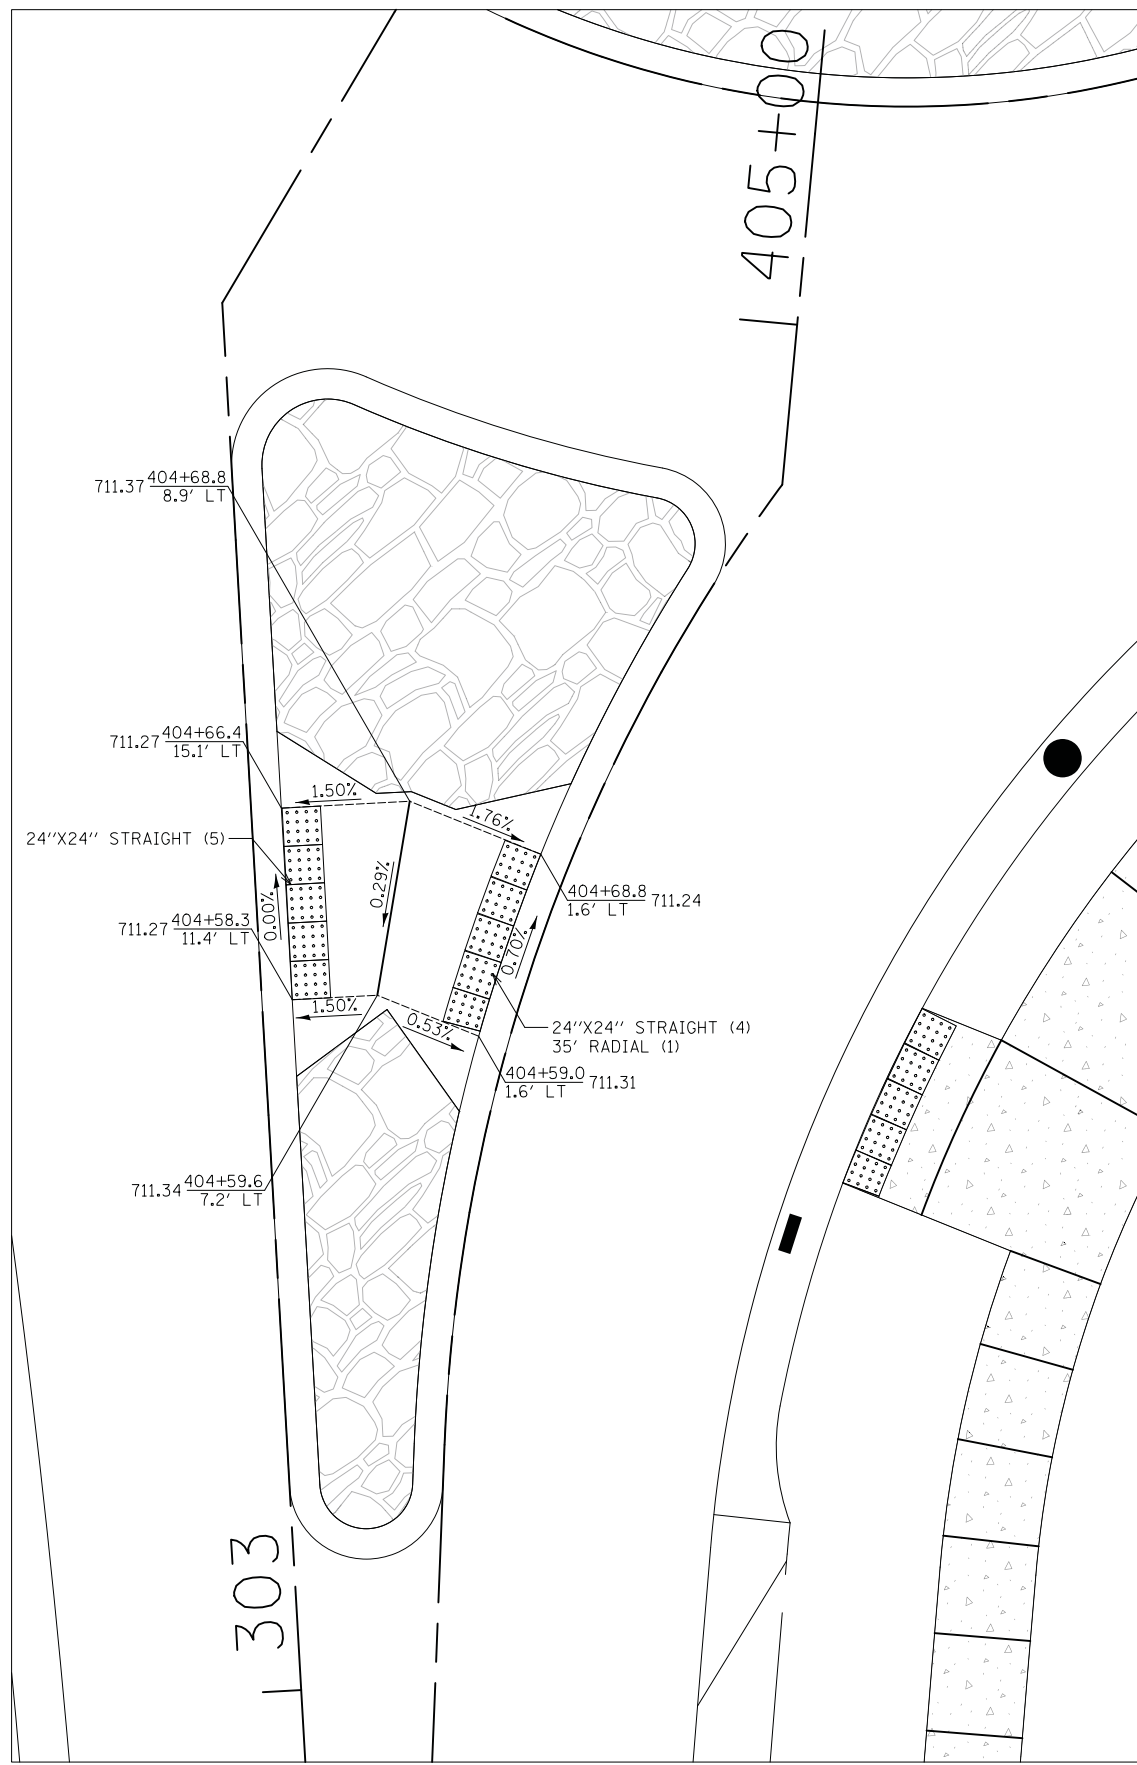 405+00
711.37 404+68.8
8.9' LT
711.27 404+66.4
15.1' LT
1.50%
1.76%
24"X24" STRAIGHT (5)
0.29%
404+68.8 711.24
1.6' LT
0.00%
711.27 404+58.3
11.4' LT
0.70%
1.50%
0.53%
24"X24" STRAIGHT (4)
35' RADIAL (1)
404+59.0 711.31
1.6' LT
711.34 404+59.6
7.2' LT
303